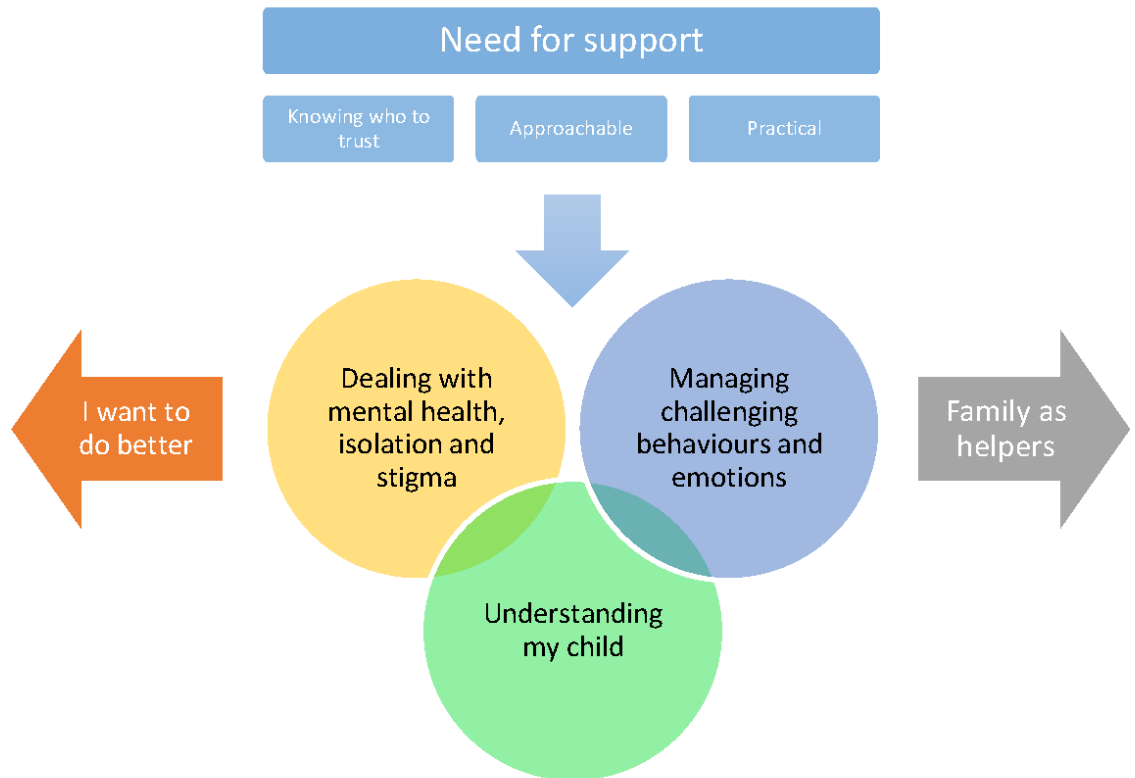 Need for support
Knowing who to
trust
Approachable
Practical
I want to
do better
Dealing with
mental health,
isolation and
stigma
Managing
challenging
behaviours and
emotions
Family as
helpers
Understanding
my child